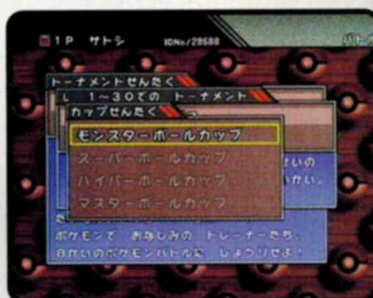 1P サトシ IDNo/28688
トーナメントせんたく
L 1~30での トーナメント
カップせんたく
モンスターボールカップ
スーパーボールカップ
ハイパーボールカップ
マスターボールカップ
ポケモンで おなじみの トレーナーたち。
8かいのポケモンバトルに しょうりせよ!